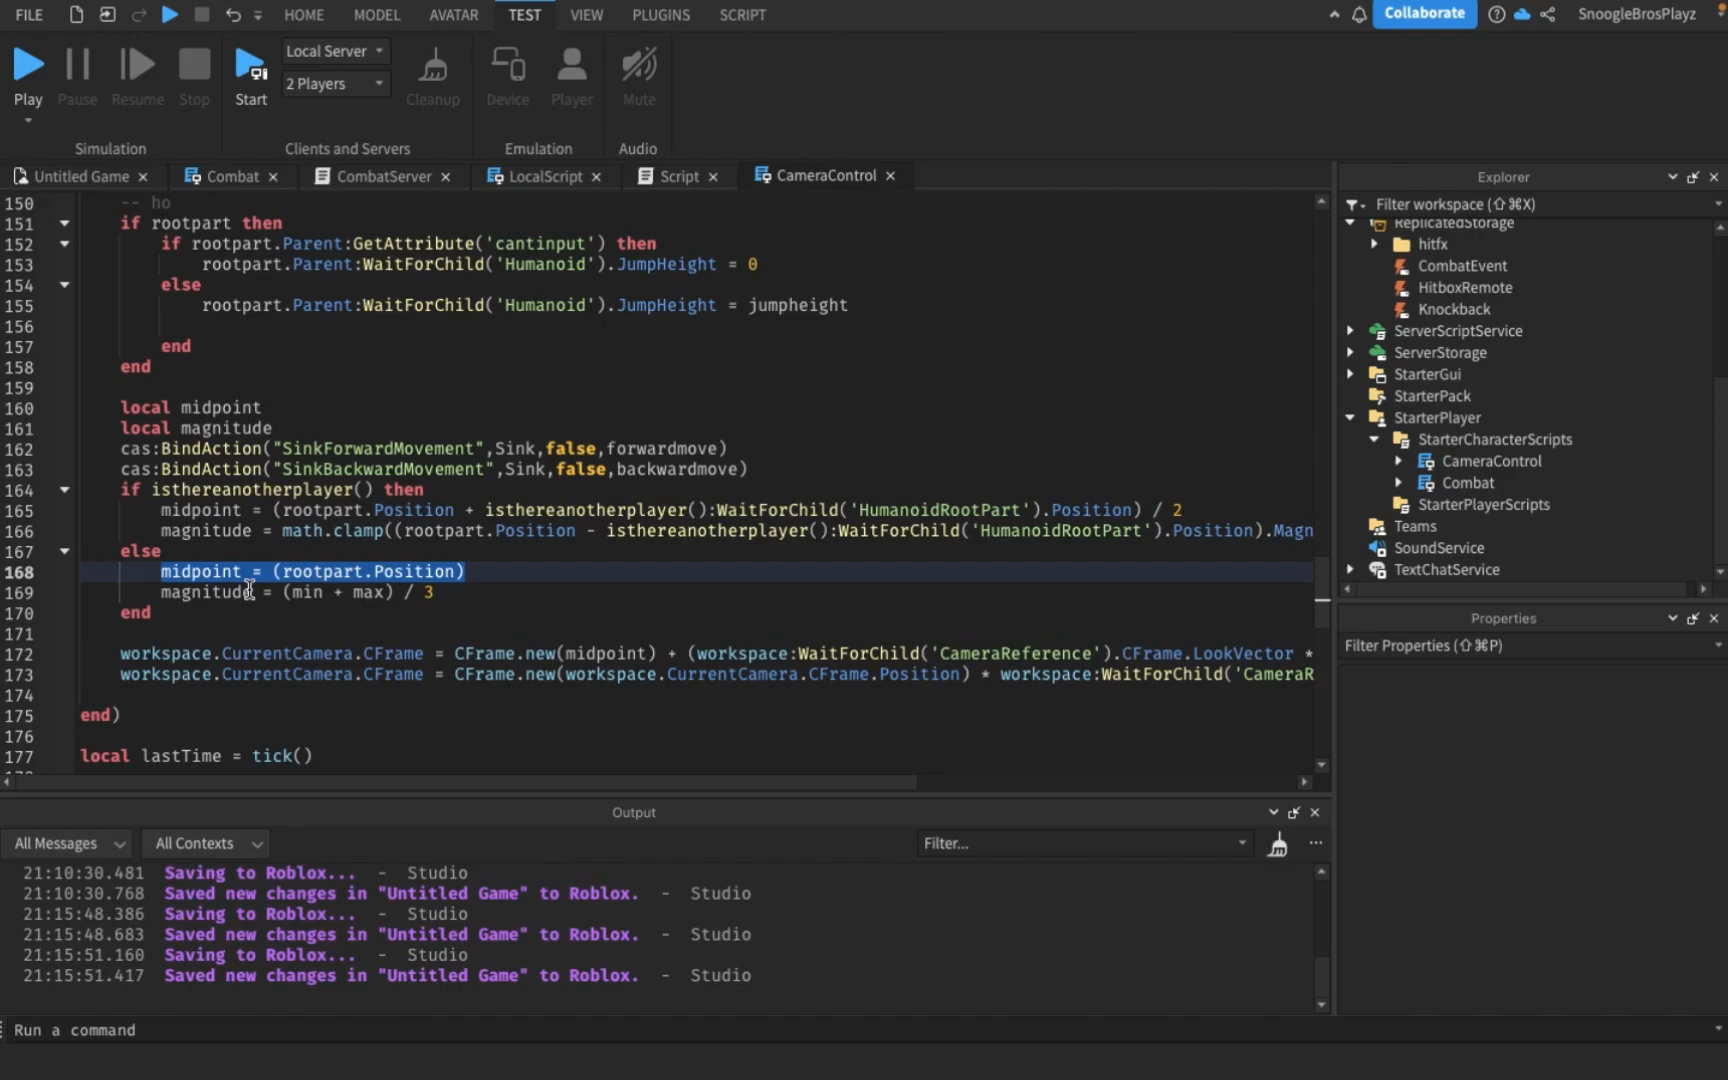 FILE HOME MODEL AVATAR TEST VIEW PLUGINS SCRIPT Collaborate SnoogleBrosPlayz
Local Server
2 Players
Play Pause Resume Stop Start Cleanup Device Player Mute
Simulation Clients and Servers Emulation Audio
Untitled Game Combat CombatServer LocalScript Script CameraControl
150 -- ho
151 if rootpart then
152 if rootpart.Parent:GetAttribute('cantinput') then
153 rootpart.Parent:WaitForChild('Humanoid').JumpHeight = 0
154 else
155 rootpart.Parent:WaitForChild('Humanoid').JumpHeight = jumpheight
156
157 end
158 end
159
160 local midpoint
161 local magnitude
162 cas:BindAction("SinkForwardMovement",Sink,false,forwardmove)
163 cas:BindAction("SinkBackwardMovement",Sink,false,backwardmove)
164 if isthereanotherplayer() then
165 midpoint = (rootpart.Position + isthereanotherplayer():WaitForChild('HumanoidRootPart').Position) / 2
166 magnitude = math.clamp((rootpart.Position - isthereanotherplayer():WaitForChild('HumanoidRootPart').Position).Magn
167 else
168 midpoint = (rootpart.Position)
169 magnitude = (min + max) / 3
170 end
171
172 workspace.CurrentCamera.CFrame = CFrame.new(midpoint) + (workspace:WaitForChild('CameraReference').CFrame.LookVector *
173 workspace.CurrentCamera.CFrame = CFrame.new(workspace.CurrentCamera.CFrame.Position) * workspace:WaitForChild('CameraR
174
175 end)
176
177 local lastTime = tick()
Output
All Messages All Contexts Filter...
21:10:30.481 Saving to Roblox... - Studio
21:10:30.768 Saved new changes in "Untitled Game" to Roblox. - Studio
21:15:48.386 Saving to Roblox... - Studio
21:15:48.683 Saved new changes in "Untitled Game" to Roblox. - Studio
21:15:51.160 Saving to Roblox... - Studio
21:15:51.417 Saved new changes in "Untitled Game" to Roblox. - Studio
Run a command
Explorer
Filter workspace (⇧⌘X)
ReplicatedStorage
hitfx
CombatEvent
HitboxRemote
Knockback
ServerScriptService
ServerStorage
StarterGui
StarterPack
StarterPlayer
StarterCharacterScripts
CameraControl
Combat
StarterPlayerScripts
Teams
SoundService
TextChatService
Properties
Filter Properties (⇧⌘P)